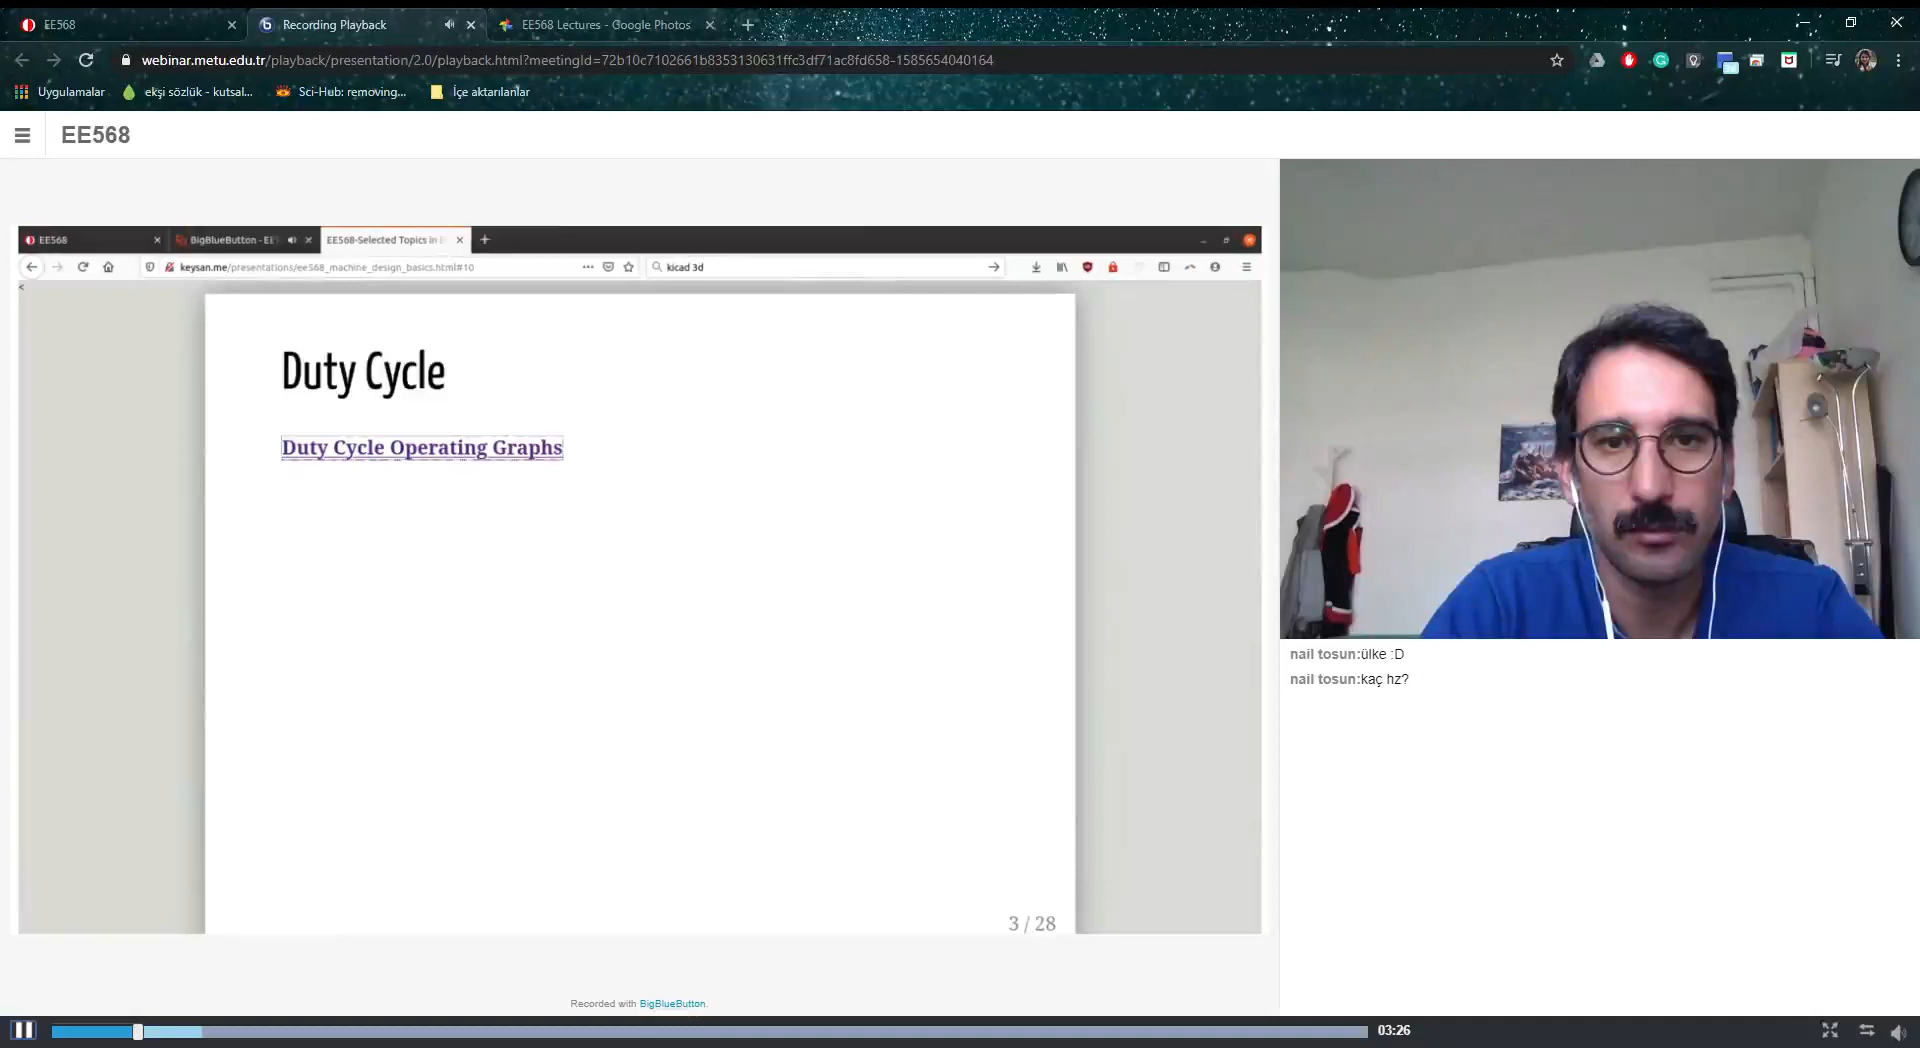 EE568
Recording Playback
EE568 Lectures - Google Photos
webinar.metu.edu.tr/playback/presentation/2.0/playback.html?meetingId=72b10c7102661b8353130631ffc3df71ac8fd658-1585654040164
Uygulamalar
ekşi sözlük - kutsal...
Sci-Hub: removing...
İçe aktarılanlar
EE568
EE568
BigBlueButton - EE
EE568-Selected Topics in
keysan.me/presentations/ee568_machine_design_basics.html#10
kicad 3d
Duty Cycle
Duty Cycle Operating Graphs
3 / 28
nail tosun:ülke :D
nail tosun:kaç hz?
Recorded with BigBlueButton.
03:26